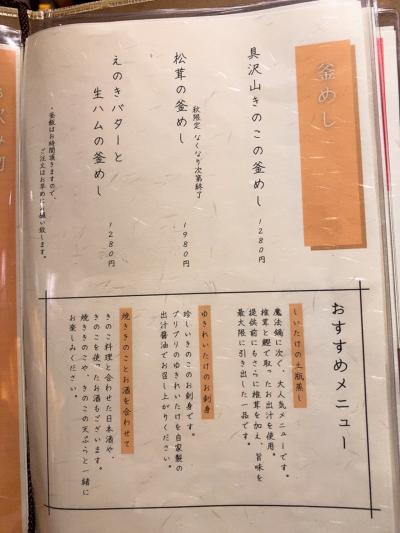 釜めし
具沢山きのこの釜めし
1280円
松茸の釜めし
秋限定 なくなり次第終了
1980円
えのきバターと
生ハムの釜めし
1280円
・釜飯はお時間頂きますので、
ご注文はお早めにお願い致します。
おすすめメニュー
しいたけの土瓶蒸し
魔法鍋に次ぐ、大人気メニューです。
椎茸と鰹で取ったお出汁を使用。
提供前にもさらに椎茸を加え、旨味を
最大限に引き出した一品です。
ゆきれいたけのお刺身
珍しいきのこのお刺身です。
プリプリのゆきれいたけを自家製の
出汁醤油でお召し上がりください。
焼ききのことお酒を合わせて
きのこ料理と合わせた日本酒や、
きのこを使ったお酒もございます。
焼ききのこや、きのこの天ぷらと一緒に
お楽しみください。